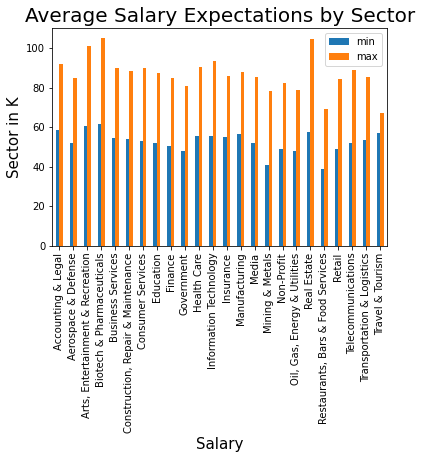 Average Salary Expectations by Sector
min
max
Sector in K
100
80
60
40
20
0
Accounting & Legal
Aerospace & Defense
Arts, Entertainment & Recreation
Biotech & Pharmaceuticals
Business Services
Construction, Repair & Maintenance
Consumer Services
Education
Finance
Government
Health Care
Information Technology
Insurance
Manufacturing
Media
Mining & Metals
Non-Profit
Oil, Gas, Energy & Utilities
Real Estate
Restaurants, Bars & Food Services
Retail
Telecommunications
Transportation & Logistics
Travel & Tourism
Salary